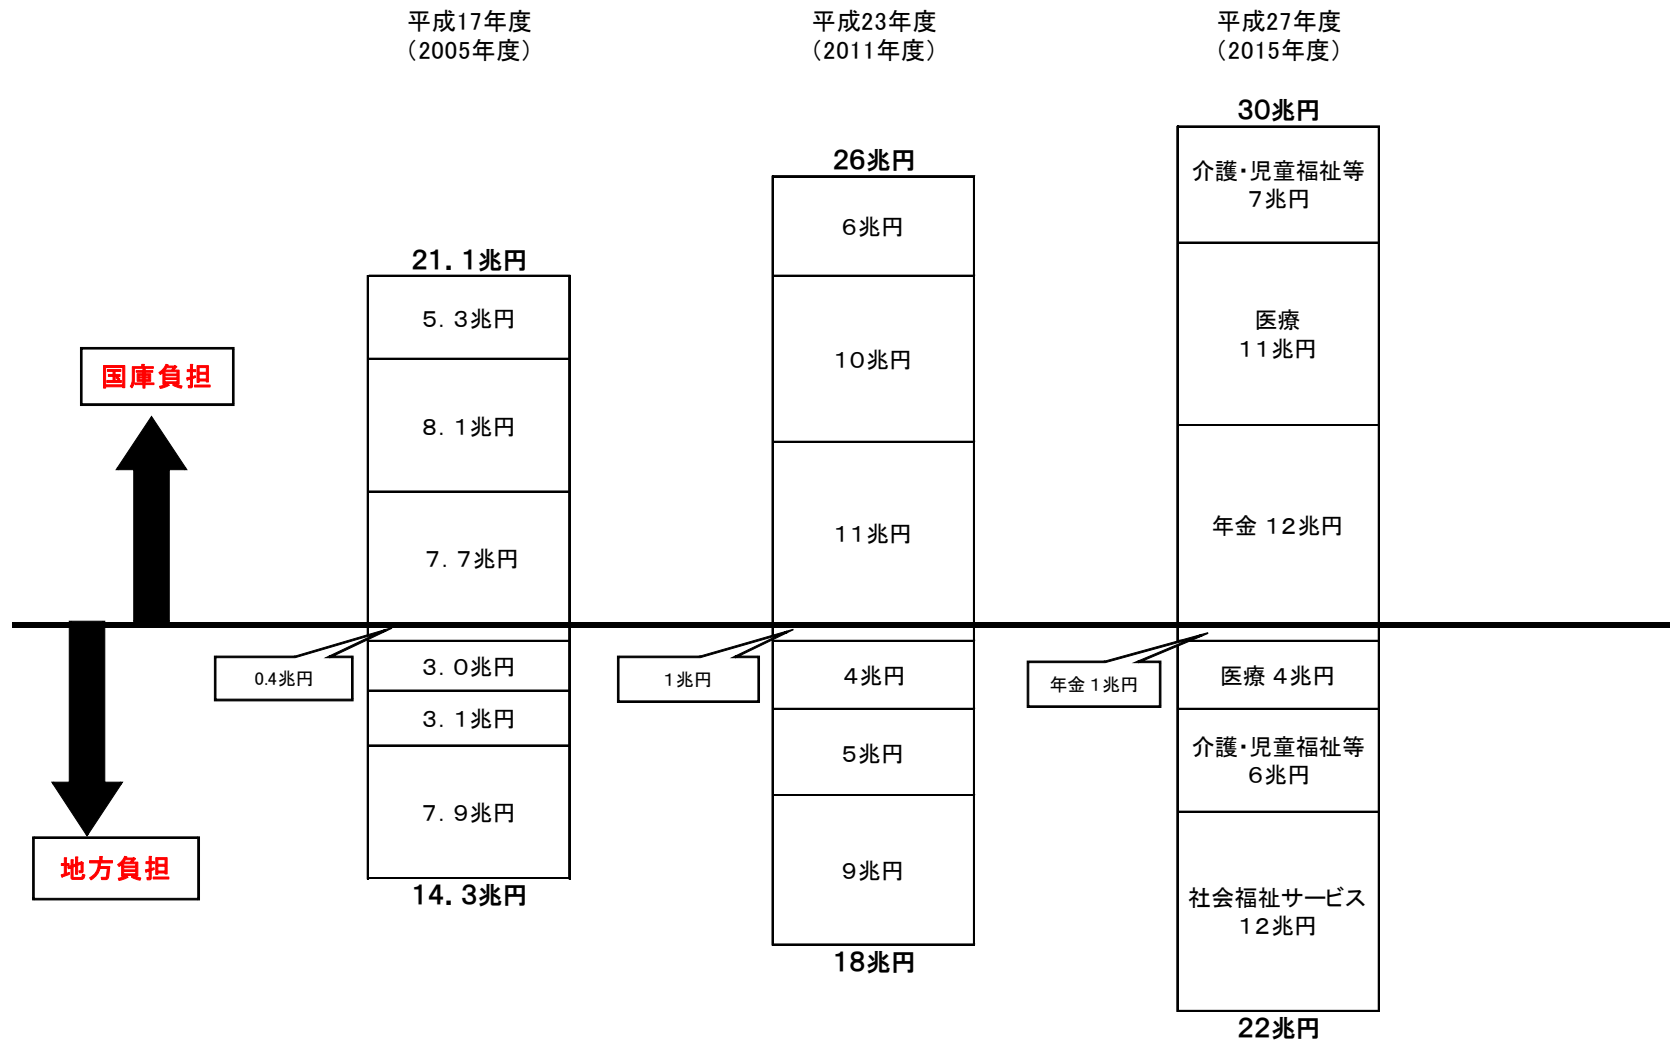 平成17年度
(2005年度)
平成23年度
(2011年度)
平成27年度
(2015年度)
30兆円
26兆円
21．1兆円
介護・児童福祉等
7兆円
6兆円
5．3兆円
医療
11兆円
10兆円
国庫負担
8．1兆円
年金 12兆円
11兆円
7．7兆円
0.4兆円
3．0兆円
1兆円
4兆円
年金 1兆円
医療 4兆円
3．1兆円
5兆円
介護・児童福祉等
6兆円
7．9兆円
地方負担
9兆円
社会福祉サービス
12兆円
14．3兆円
18兆円
22兆円